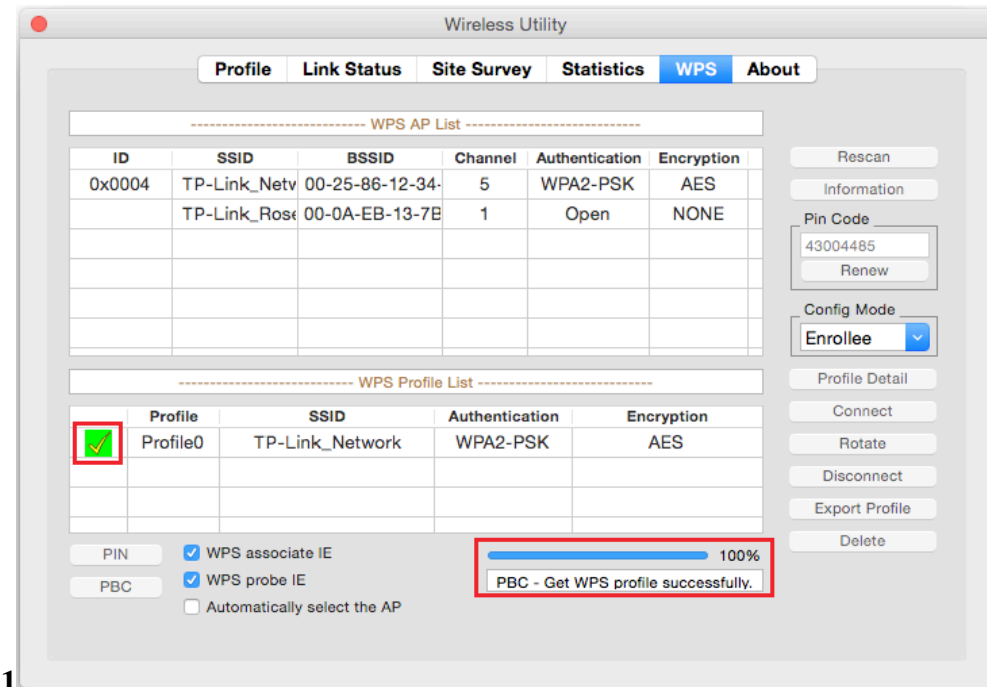 Wireless Utility
Profile Link Status Site Survey Statistics WPS About
---------------------------- WPS AP List ----------------------------
ID SSID BSSID Channel Authentication Encryption
Rescan
0x0004 TP-Link_Netw 00-25-86-12-34- 5 WPA2-PSK AES
Information
TP-Link_Rose 00-0A-EB-13-7B 1 Open NONE
Pin Code
43004485
Renew
Config Mode
Enrollee
---------------------------- WPS Profile List ----------------------------
Profile Detail
Profile SSID Authentication Encryption
Connect
Profile0 TP-Link_Network WPA2-PSK AES
Rotate
Disconnect
Export Profile
Delete
PIN WPS associate IE 100%
PBC WPS probe IE PBC - Get WPS profile successfully.
Automatically select the AP
1